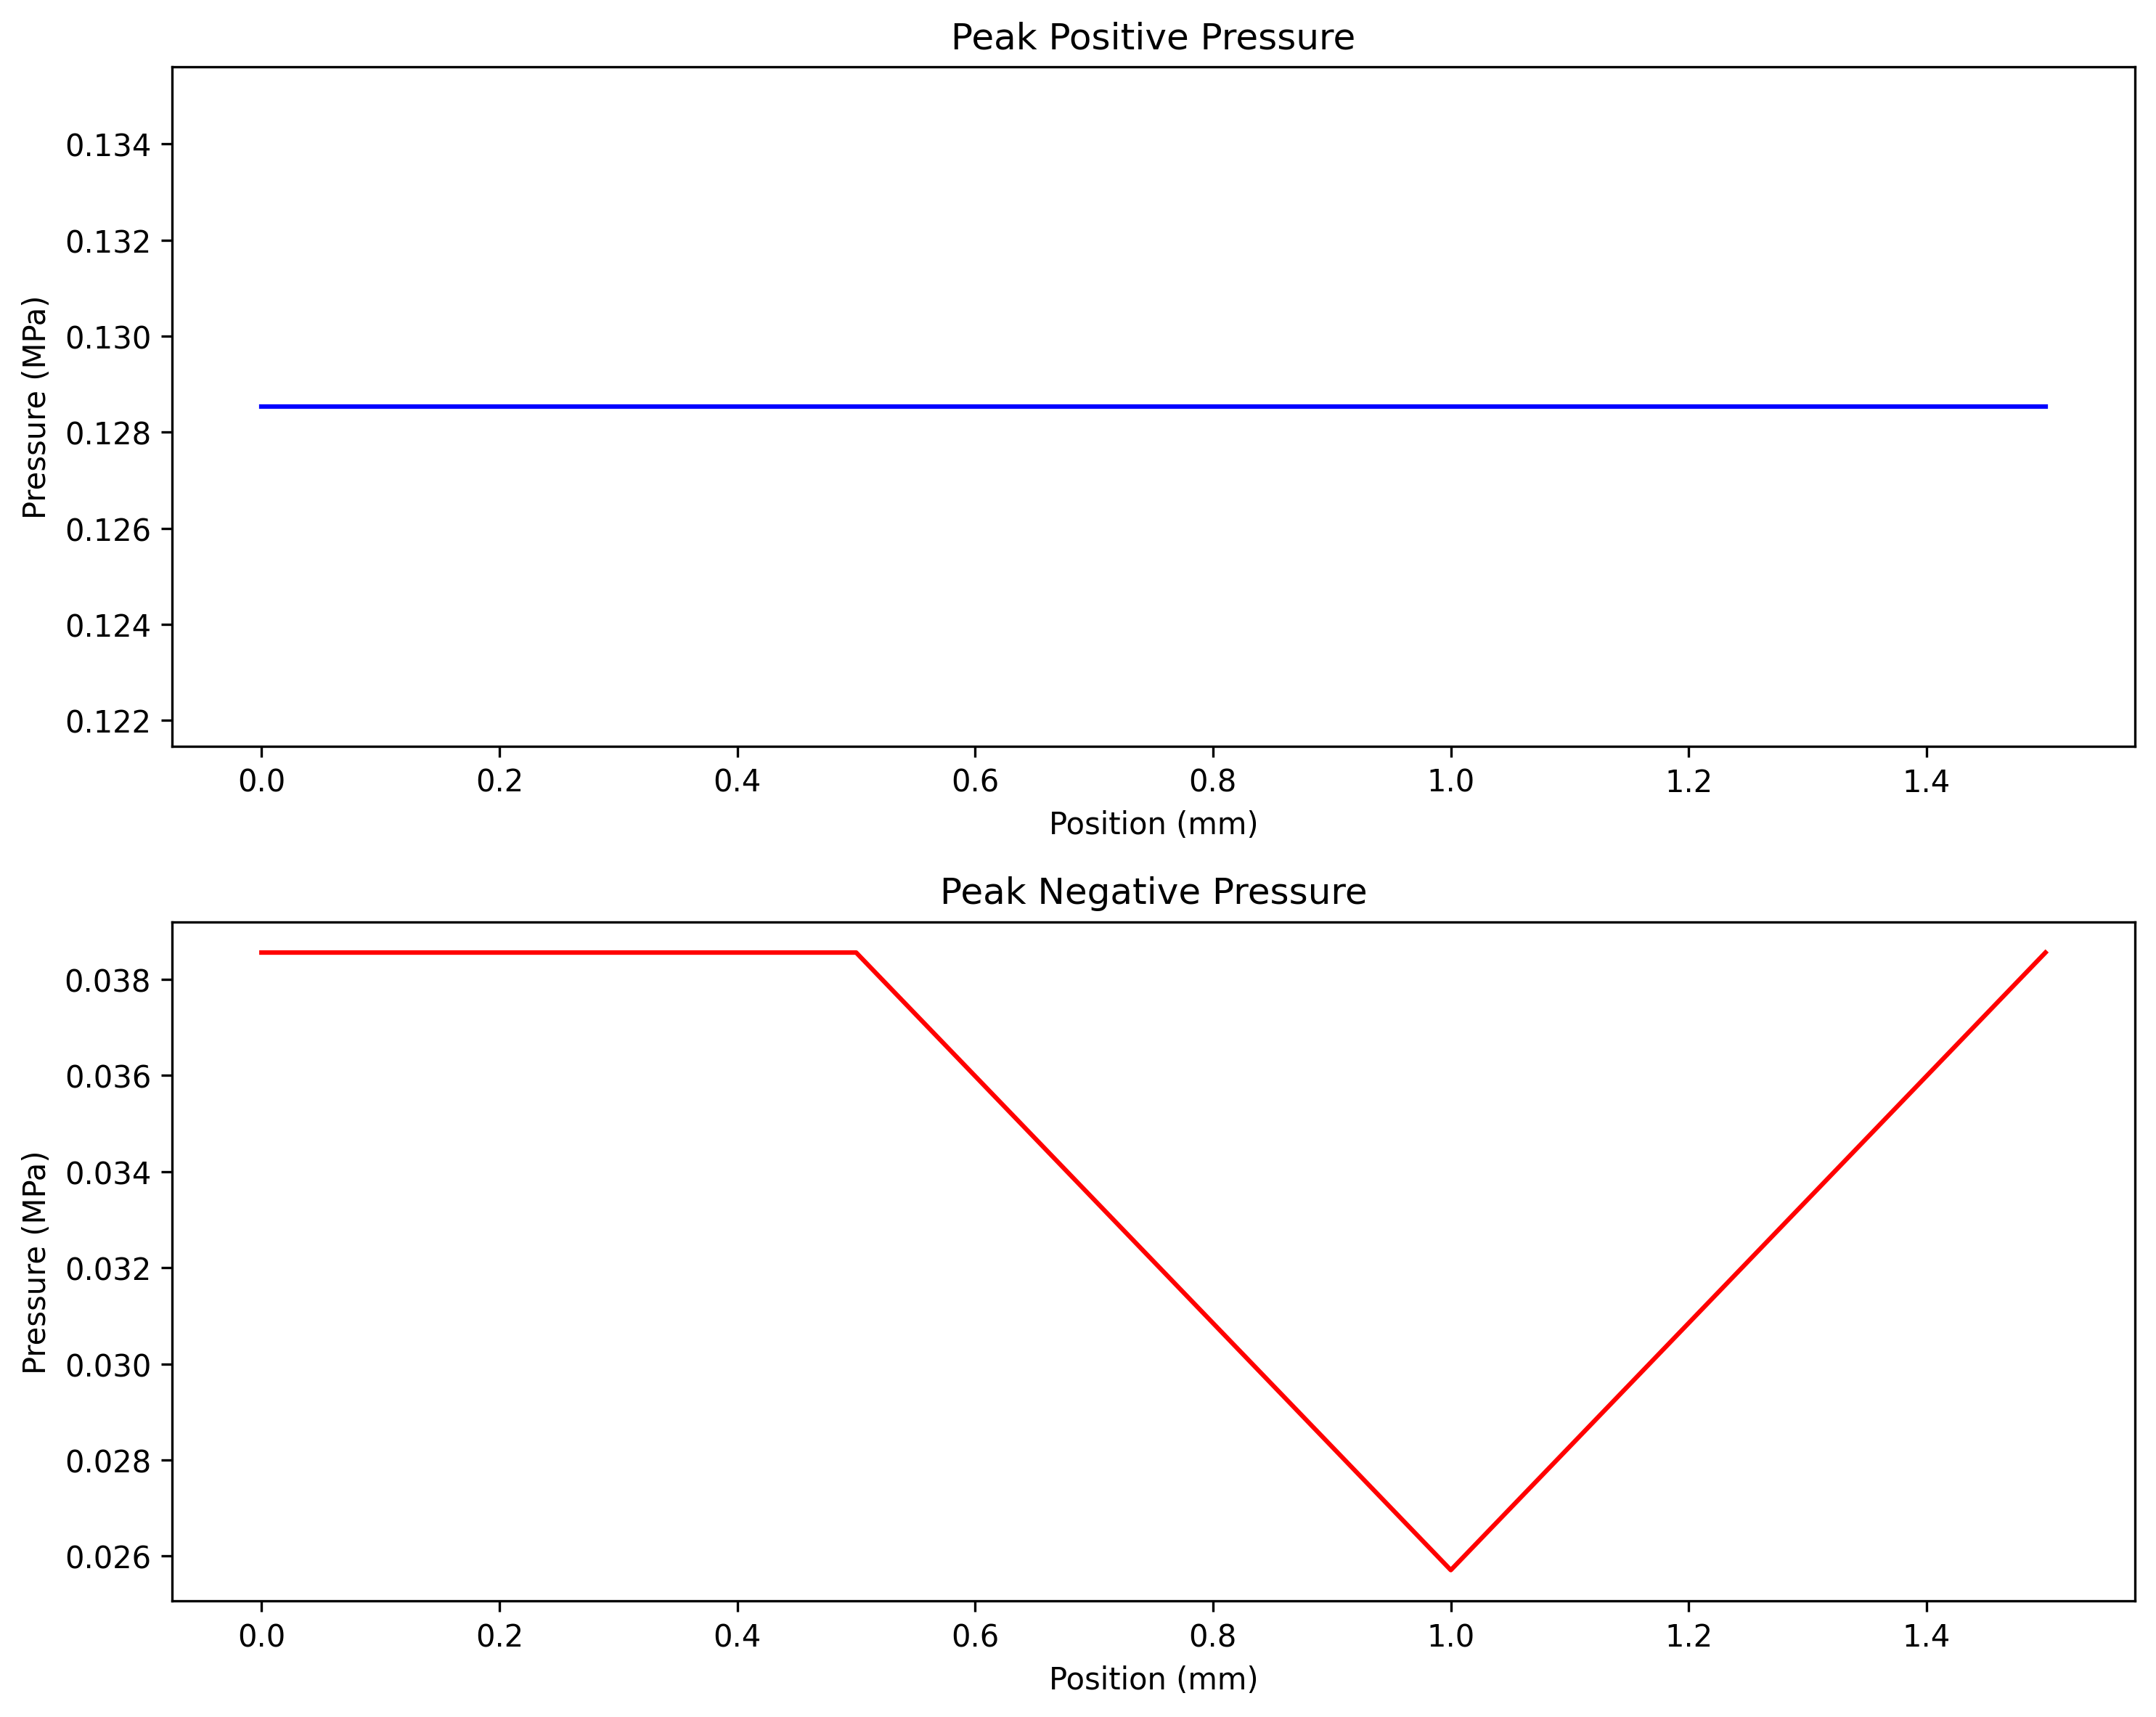 Peak Positive Pressure
Pressure (MPa)
0.134
0.132
0.130
0.128
0.126
0.124
0.122
0.0 0.2 0.4 0.6 0.8 1.0 1.2 1.4
Position (mm)
Peak Negative Pressure
Pressure (MPa)
0.038
0.036
0.034
0.032
0.030
0.028
0.026
0.0 0.2 0.4 0.6 0.8 1.0 1.2 1.4
Position (mm)